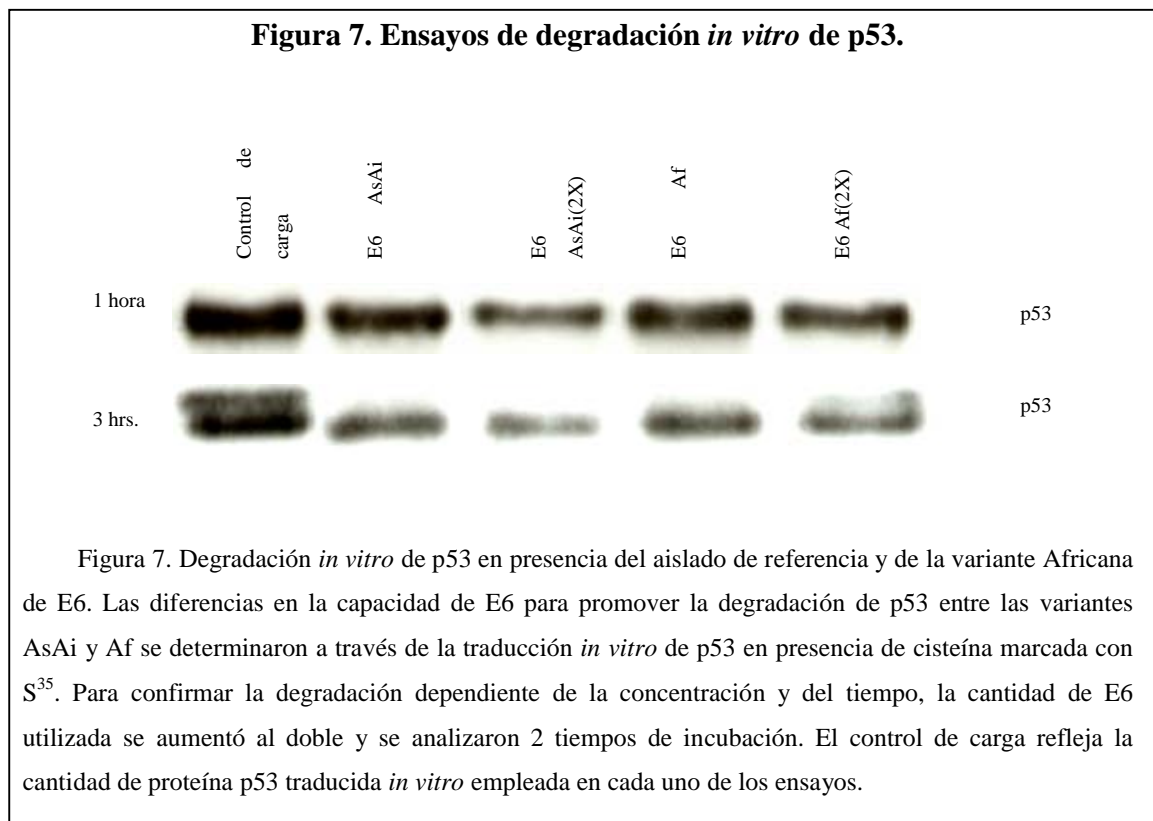 Figura 7. Ensayos de degradación in vitro de p53.
Control de
carga
E6 AsAi
E6
AsAi(2X)
E6 Af
E6 Af(2X)
1 hora
p53
3 hrs.
p53
Figura 7. Degradación in vitro de p53 en presencia del aislado de referencia y de la variante Africana
de E6. Las diferencias en la capacidad de E6 para promover la degradación de p53 entre las variantes
AsAi y Af se determinaron a través de la traducción in vitro de p53 en presencia de cisteína marcada con
S³⁵. Para confirmar la degradación dependiente de la concentración y del tiempo, la cantidad de E6
utilizada se aumentó al doble y se analizaron 2 tiempos de incubación. El control de carga refleja la
cantidad de proteína p53 traducida in vitro empleada en cada uno de los ensayos.